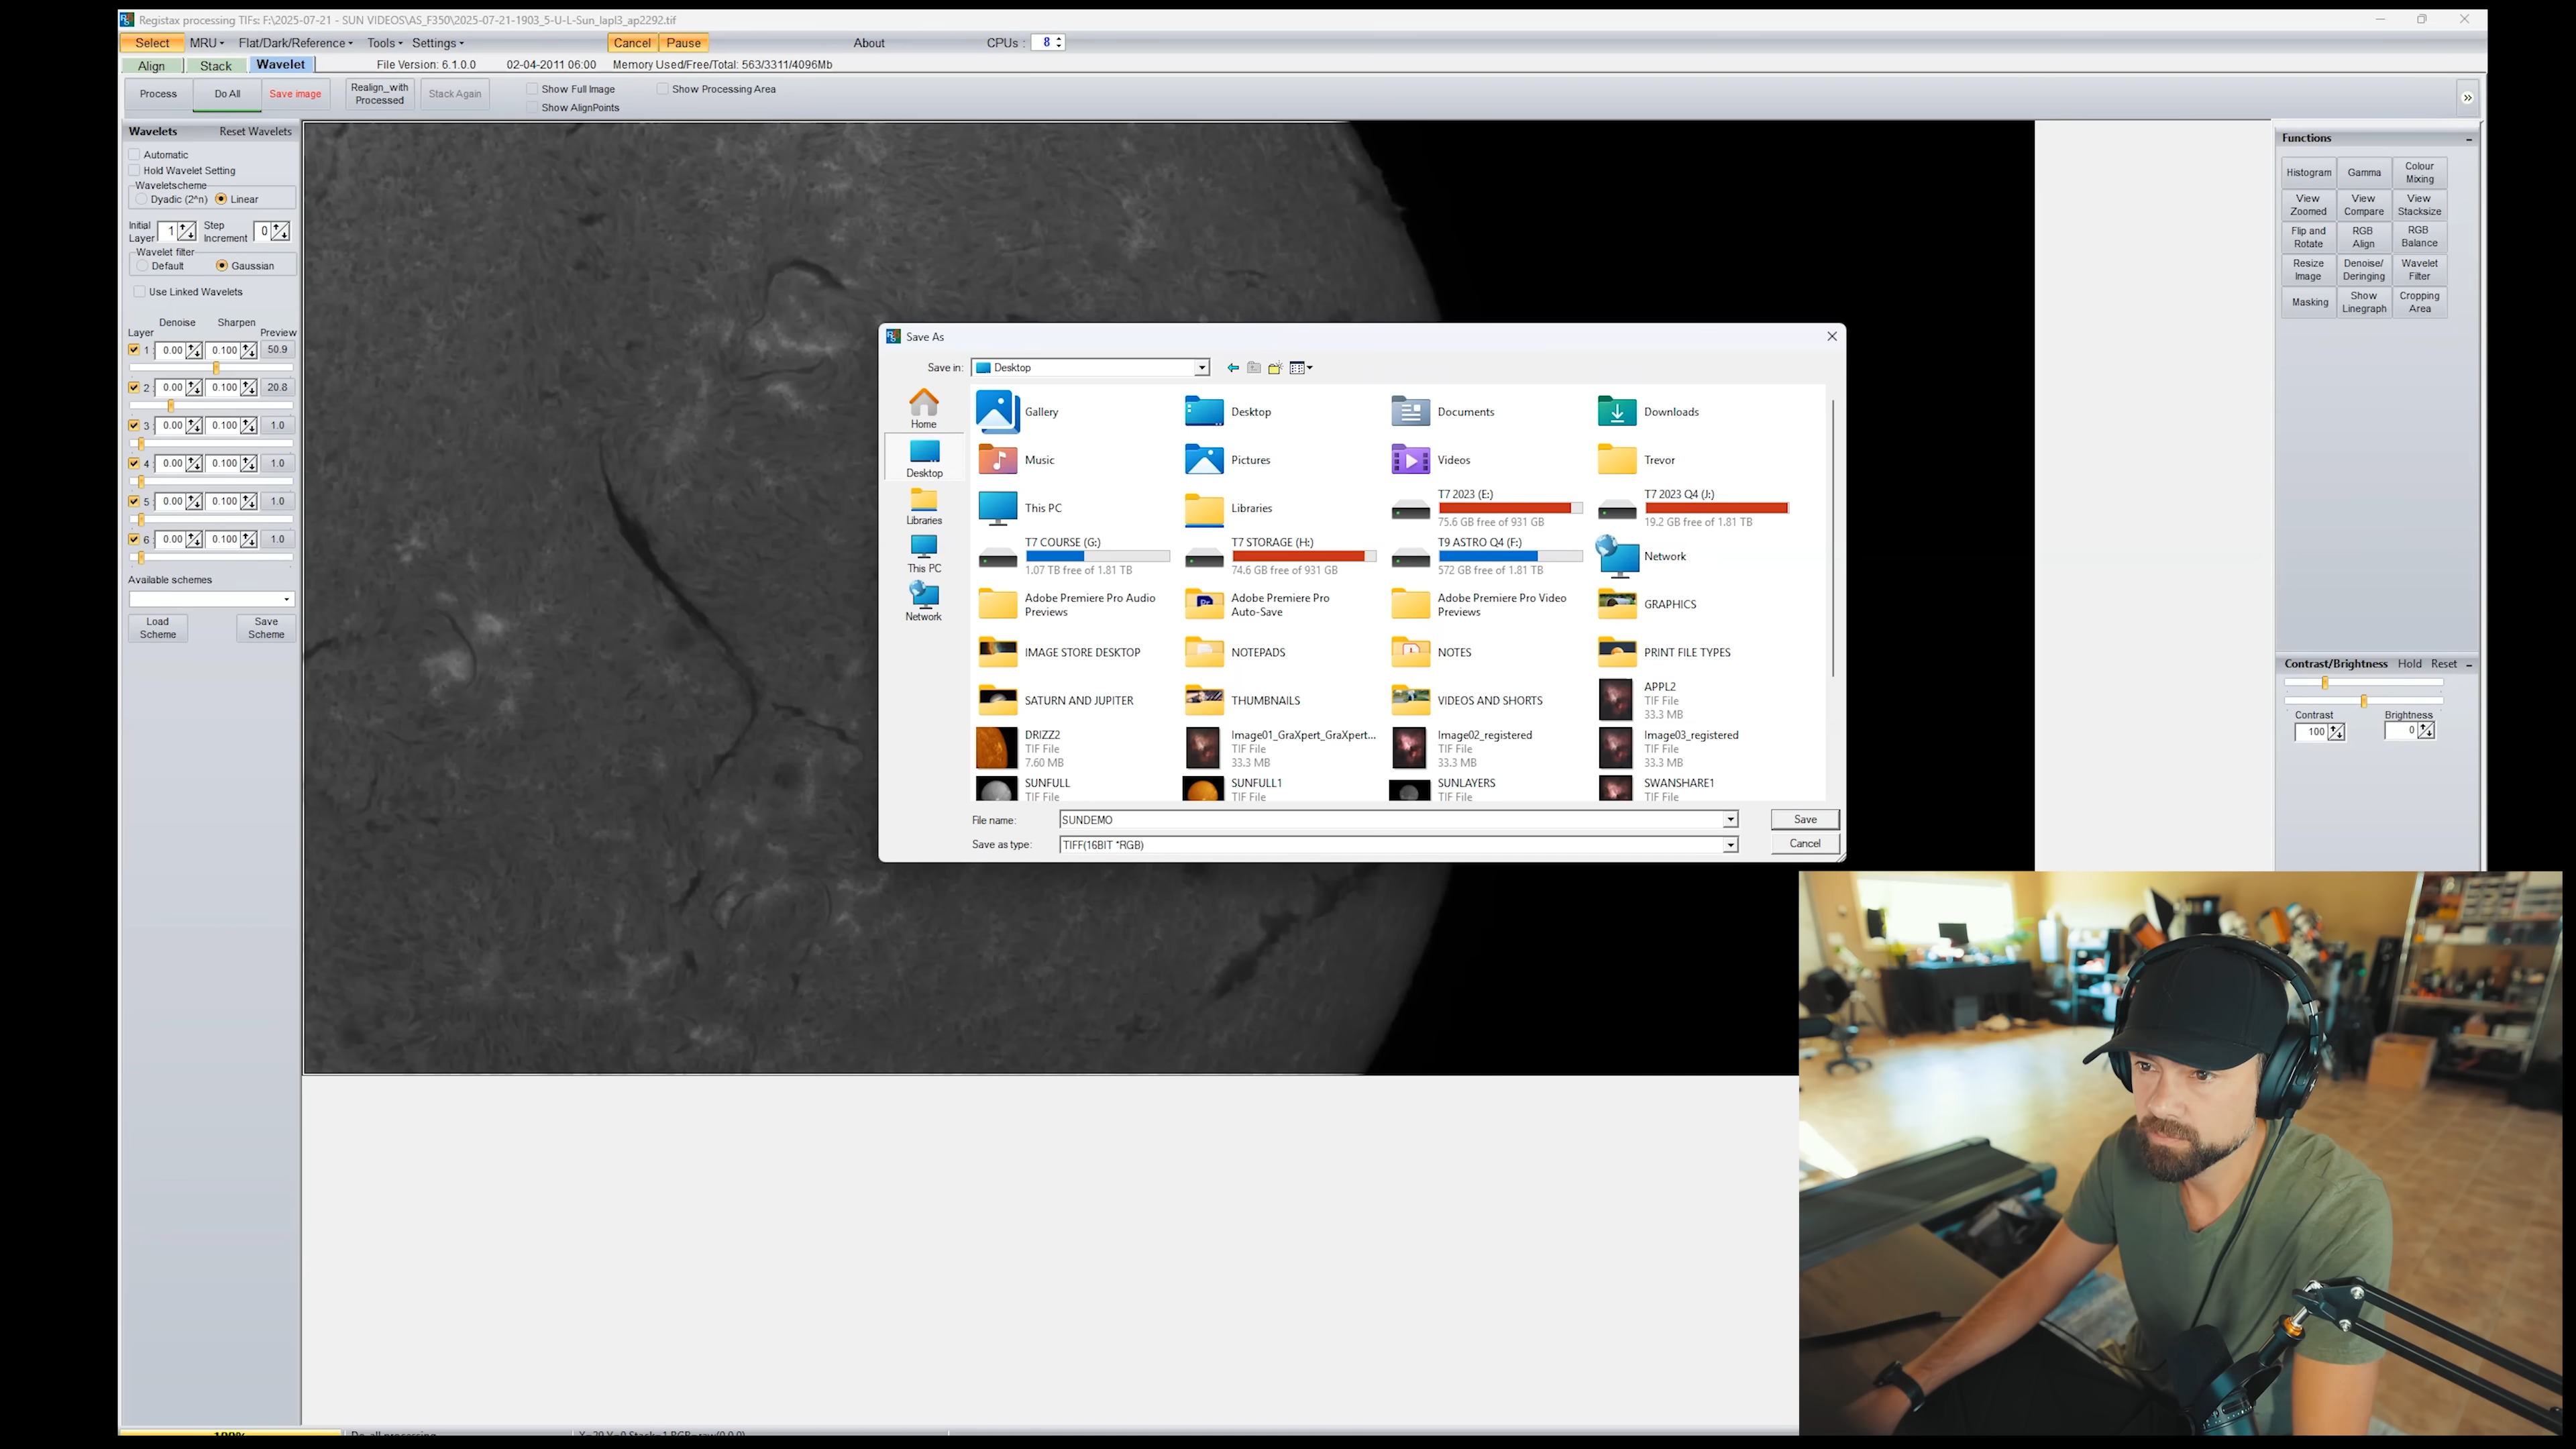 Registax processing TIFs: F:\2025-07-21 - SUN VIDEOS\AS_F350\2025-07-21-1903_5-U-L-Sun_lapl3_ap2292.tif
Select MRU Flat/Dark/Reference Tools Settings Cancel Pause About CPUs : 8
Align Stack Wavelet File Version: 6.1.0.0 02-04-2011 06:00 Memory Used/Free/Total: 563/3311/4096Mb
Process Do All Save image Realign_with Processed Stack Again Show Full Image Show Processing Area
Show AlignPoints
Wavelets Reset Wavelets
Automatic
Hold Wavelet Setting
Waveletscheme
Dyadic (2^n) Linear
Initial Layer 1 Step Increment 0
Wavelet filter
Default Gaussian
Use Linked Wavelets
Denoise Sharpen
Layer Preview
1 : 0.00 0.100 50.9
2 : 0.00 0.100 20.8
3 : 0.00 0.100 1.0
4 : 0.00 0.100 1.0
5 : 0.00 0.100 1.0
6 : 0.00 0.100 1.0
Available schemes
Load Scheme Save Scheme
Save As
Save in: Desktop
Home
Desktop
Libraries
This PC
Network
Gallery Desktop Documents Downloads
Music Pictures Videos Trevor
This PC Libraries T7 2023 (E:) 75.6 GB free of 931 GB T7 2023 Q4 (J:) 19.2 GB free of 1.81 TB
T7 COURSE (G:) 1.07 TB free of 1.81 TB T7 STORAGE (H:) 74.6 GB free of 931 GB T9 ASTRO Q4 (F:) 572 GB free of 1.81 TB Network
Adobe Premiere Pro Audio Previews Adobe Premiere Pro Auto-Save Adobe Premiere Pro Video Previews GRAPHICS
IMAGE STORE DESKTOP NOTEPADS NOTES PRINT FILE TYPES
SATURN AND JUPITER THUMBNAILS VIDEOS AND SHORTS APPL2 TIF File 33.3 MB
DRIZZ2 TIF File 7.60 MB Image01_GraXpert_GraXpert... TIF File 33.3 MB Image02_registered TIF File 33.3 MB Image03_registered TIF File 33.3 MB
SUNFULL TIF File SUNFULL1 TIF File SUNLAYERS TIF File SWANSHARE1 TIF File
File name: SUNDEMO Save
Save as type: TIFF(16BIT *RGB) Cancel
Functions
Histogram Gamma Colour Mixing
View Zoomed View Compare View Stacksize
Flip and Rotate RGB Align RGB Balance
Resize Image Denoise/ Deringing Wavelet Filter
Masking Show Linegraph Cropping Area
Contrast/Brightness Hold Reset
Contrast Brightness
100 0